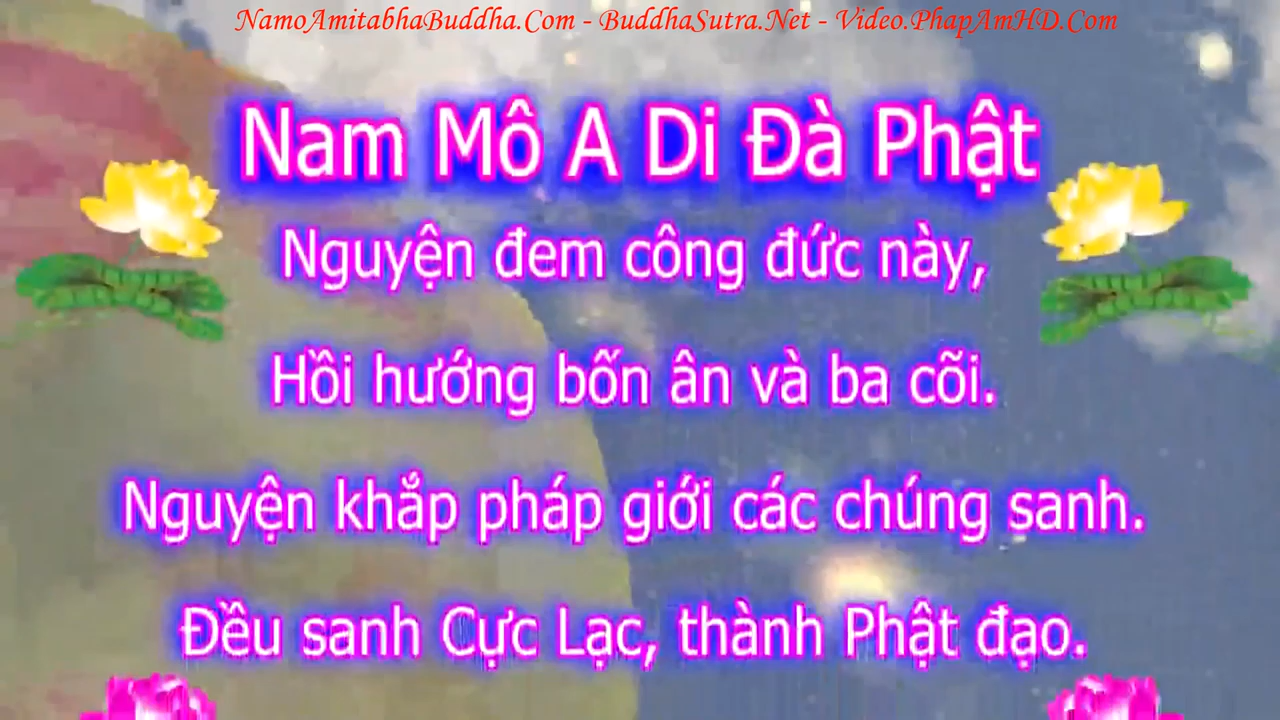 NamoAmitabhaBuddha.Com - BuddhaSutra.Net - Video.PhapAmHD.Com
Nam Mô A Di Đà Phật
Nguyện đem công đức này,
Hồi hướng bốn ân và ba cõi.
Nguyện khắp pháp giới các chúng sanh.
Đều sanh Cực Lạc, thành Phật đạo.